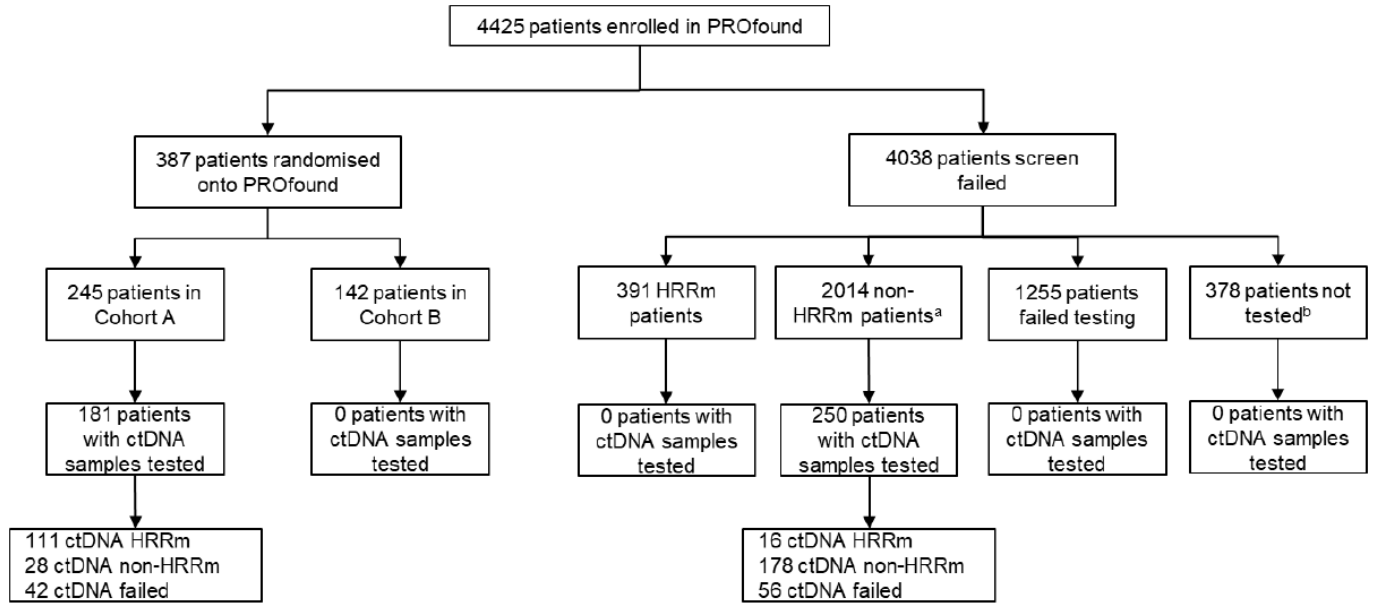 4425 patients enrolled in PROfound
387 patients randomised
onto PROfound
4038 patients screen
failed
245 patients in
Cohort A
142 patients in
Cohort B
391 HRRm
patients
2014 non-
HRRm patientsᵃ
1255 patients
failed testing
378 patients not
testedᵇ
181 patients
with ctDNA
samples tested
0 patients with
ctDNA samples
tested
0 patients with
ctDNA samples
tested
250 patients
with ctDNA
samples tested
0 patients with
ctDNA samples
tested
0 patients with
ctDNA samples
tested
111 ctDNA HRRm
28 ctDNA non-HRRm
42 ctDNA failed
16 ctDNA HRRm
178 ctDNA non-HRRm
56 ctDNA failed